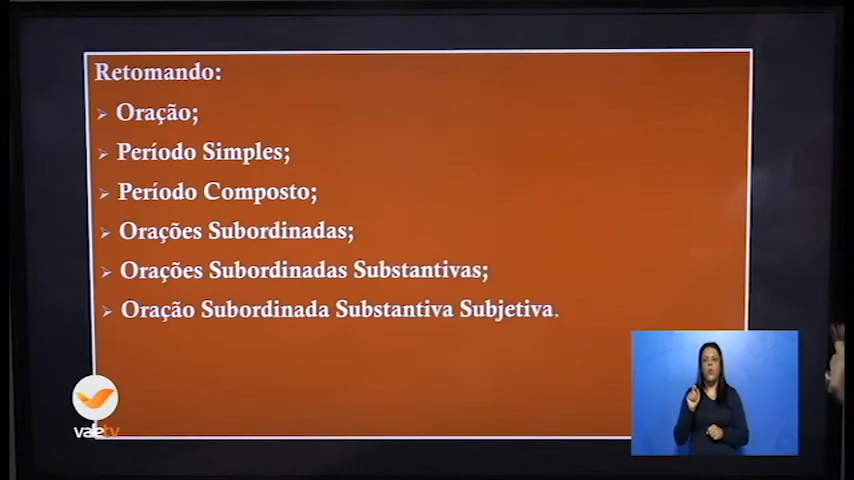 Retomando:
Oração;
Período Simples;
Período Composto;
Orações Subordinadas;
Orações Subordinadas Substantivas;
Oração Subordinada Substantiva Subjetiva.
valetv